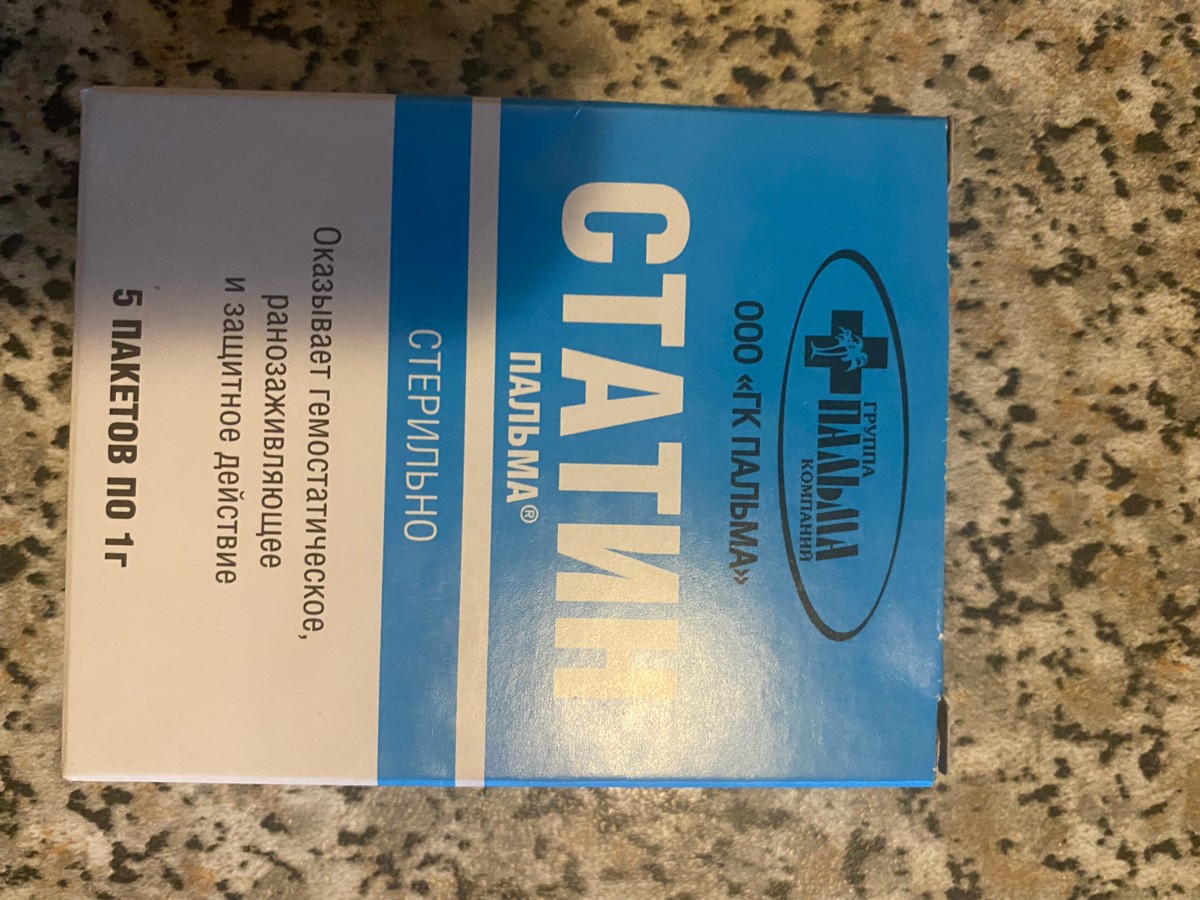 ГРУППА
ПАЛЬМА
КОМПАНИЙ
ООО «ГК ПАЛЬМА»
СТАТИН
ПАЛЬМА®
СТЕРИЛЬНО
Оказывает гемостатическое,
ранозаживляющее
и защитное действие
5 ПАКЕТОВ ПО 1г